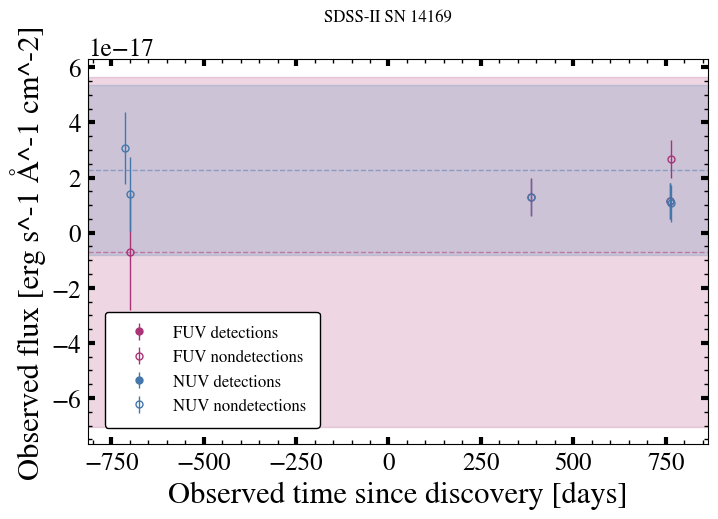 SDSS-II SN 14169
1e−17
6
4
2
0
−2
−4
−6
Observed flux [erg s^-1 Å^-1 cm^-2]
FUV detections
FUV nondetections
NUV detections
NUV nondetections
−750 −500 −250 0 250 500 750
Observed time since discovery [days]